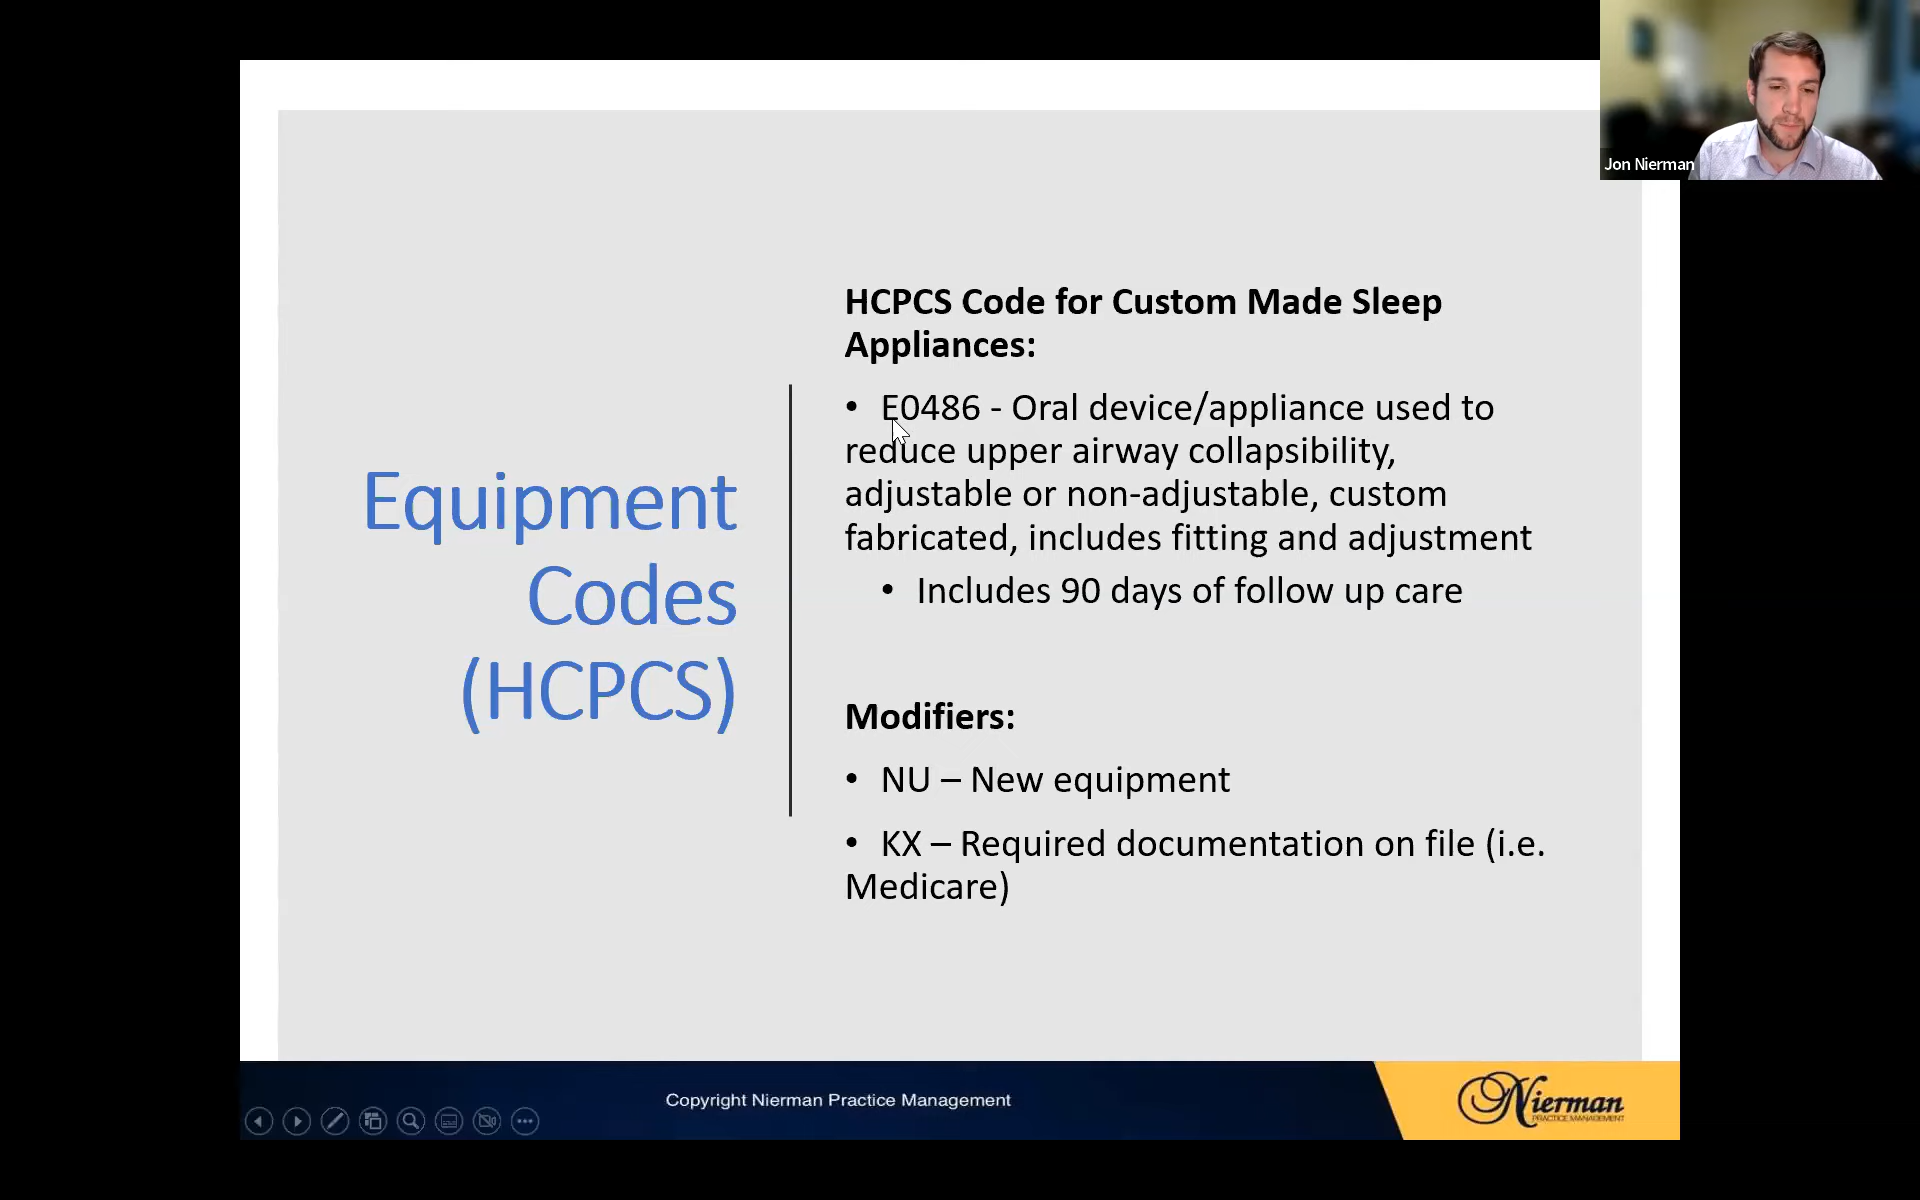 Jon Nierman
Equipment
Codes
(HCPCS)
HCPCS Code for Custom Made Sleep
Appliances:
• E0486 - Oral device/appliance used to
reduce upper airway collapsibility,
adjustable or non-adjustable, custom
fabricated, includes fitting and adjustment
• Includes 90 days of follow up care
Modifiers:
• NU – New equipment
• KX – Required documentation on file (i.e.
Medicare)
Copyright Nierman Practice Management
Nierman
PRACTICE MANAGEMENT